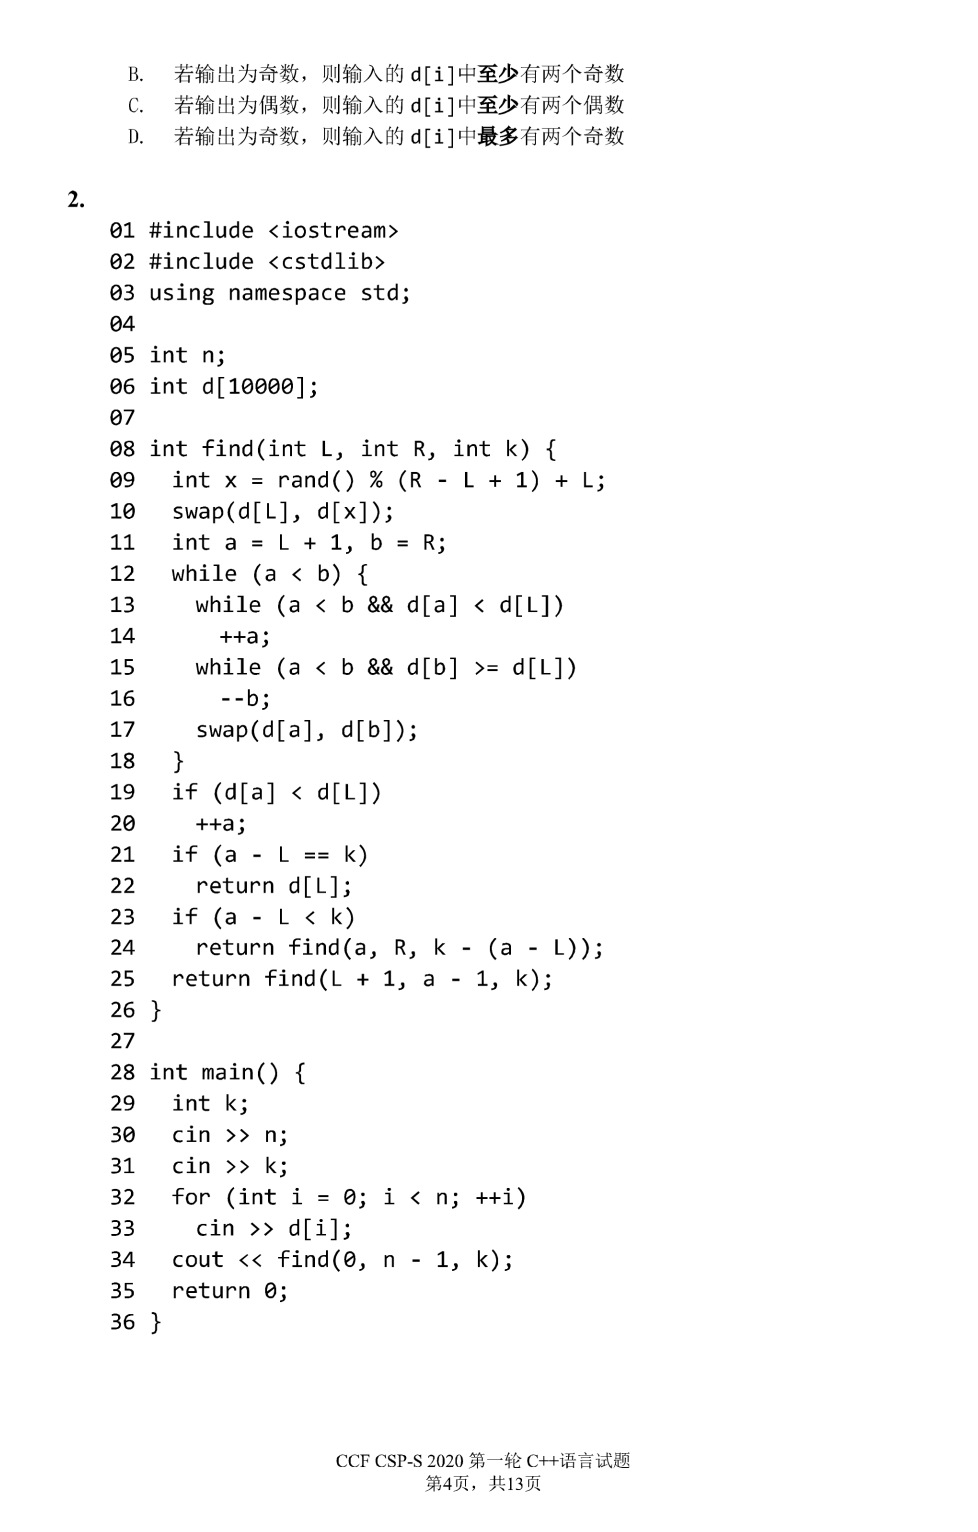 B. 若输出为奇数，则输入的 d[i]中至少有两个奇数
C. 若输出为偶数，则输入的 d[i]中至少有两个偶数
D. 若输出为奇数，则输入的 d[i]中最多有两个奇数
2.
01 #include <iostream>
02 #include <cstdlib>
03 using namespace std;
04
05 int n;
06 int d[10000];
07
08 int find(int L, int R, int k) {
09   int x = rand() % (R - L + 1) + L;
10   swap(d[L], d[x]);
11   int a = L + 1, b = R;
12   while (a < b) {
13     while (a < b && d[a] < d[L])
14       ++a;
15     while (a < b && d[b] >= d[L])
16       --b;
17     swap(d[a], d[b]);
18   }
19   if (d[a] < d[L])
20     ++a;
21   if (a - L == k)
22     return d[L];
23   if (a - L < k)
24     return find(a, R, k - (a - L));
25   return find(L + 1, a - 1, k);
26 }
27
28 int main() {
29   int k;
30   cin >> n;
31   cin >> k;
32   for (int i = 0; i < n; ++i)
33     cin >> d[i];
34   cout << find(0, n - 1, k);
35   return 0;
36 }
CCF CSP-S 2020 第一轮 C++语言试题
第4页，共13页